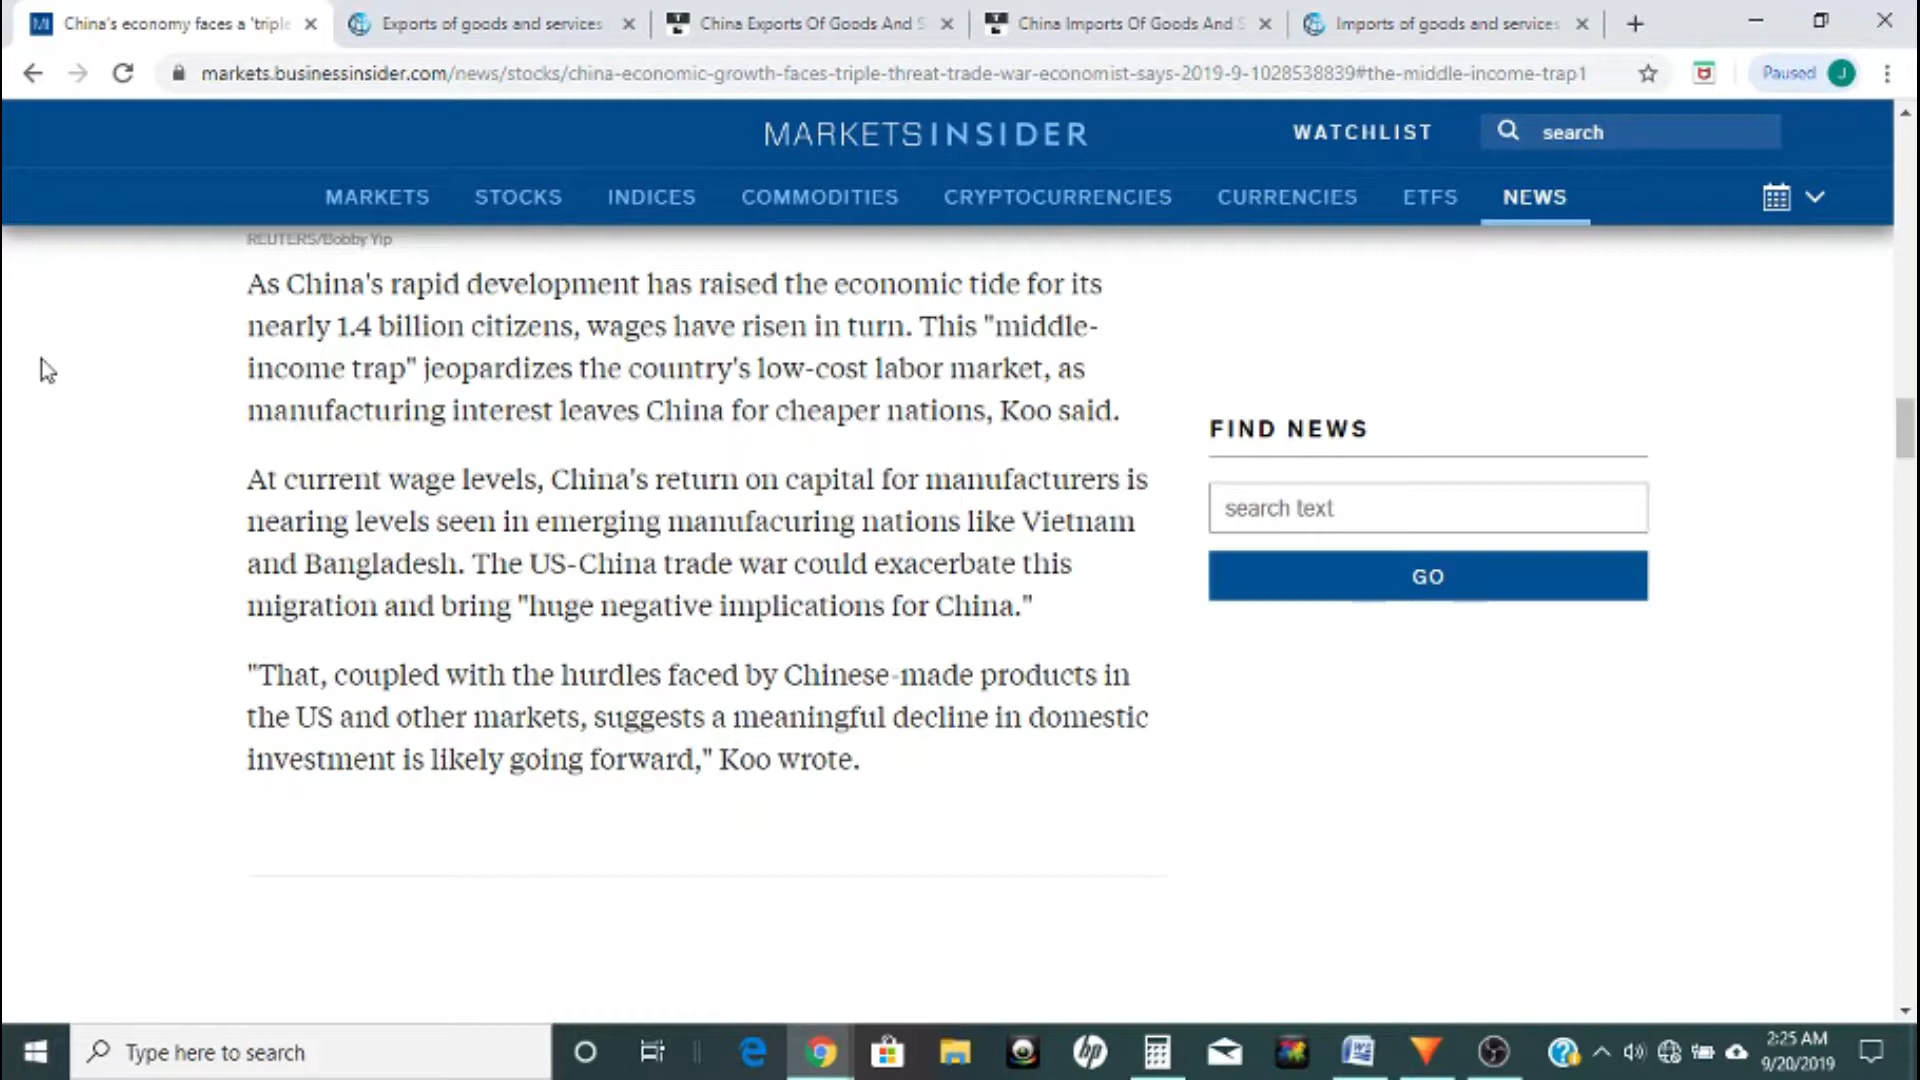 China's economy faces a 'triple
Exports of goods and services
China Exports Of Goods And S
China Imports Of Goods And S
Imports of goods and services
markets.businessinsider.com/news/stocks/china-economic-growth-faces-triple-threat-trade-war-economist-says-2019-9-1028538839#the-middle-income-trap1
Paused
J
MARKETS INSIDER
WATCHLIST
search
MARKETS
STOCKS
INDICES
COMMODITIES
CRYPTOCURRENCIES
CURRENCIES
ETFS
NEWS
REUTERS/Bobby Yip
As China's rapid development has raised the economic tide for its
nearly 1.4 billion citizens, wages have risen in turn. This "middle-
income trap" jeopardizes the country's low-cost labor market, as
manufacturing interest leaves China for cheaper nations, Koo said.
At current wage levels, China's return on capital for manufacturers is
nearing levels seen in emerging manufacuring nations like Vietnam
and Bangladesh. The US-China trade war could exacerbate this
migration and bring "huge negative implications for China."
"That, coupled with the hurdles faced by Chinese-made products in
the US and other markets, suggests a meaningful decline in domestic
investment is likely going forward," Koo wrote.
FIND NEWS
search text
GO
Type here to search
2:25 AM
9/20/2019